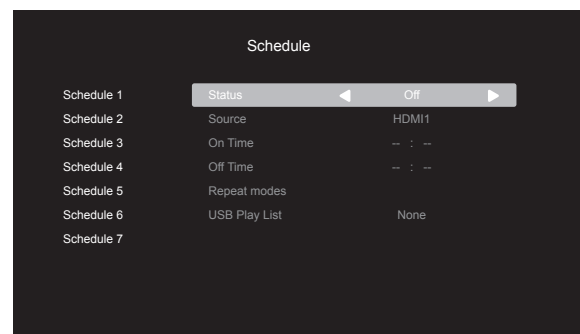 Schedule
Schedule 1 Status Off
Schedule 2 Source HDMI1
Schedule 3 On Time -- : --
Schedule 4 Off Time -- : --
Schedule 5 Repeat modes
Schedule 6 USB Play List None
Schedule 7